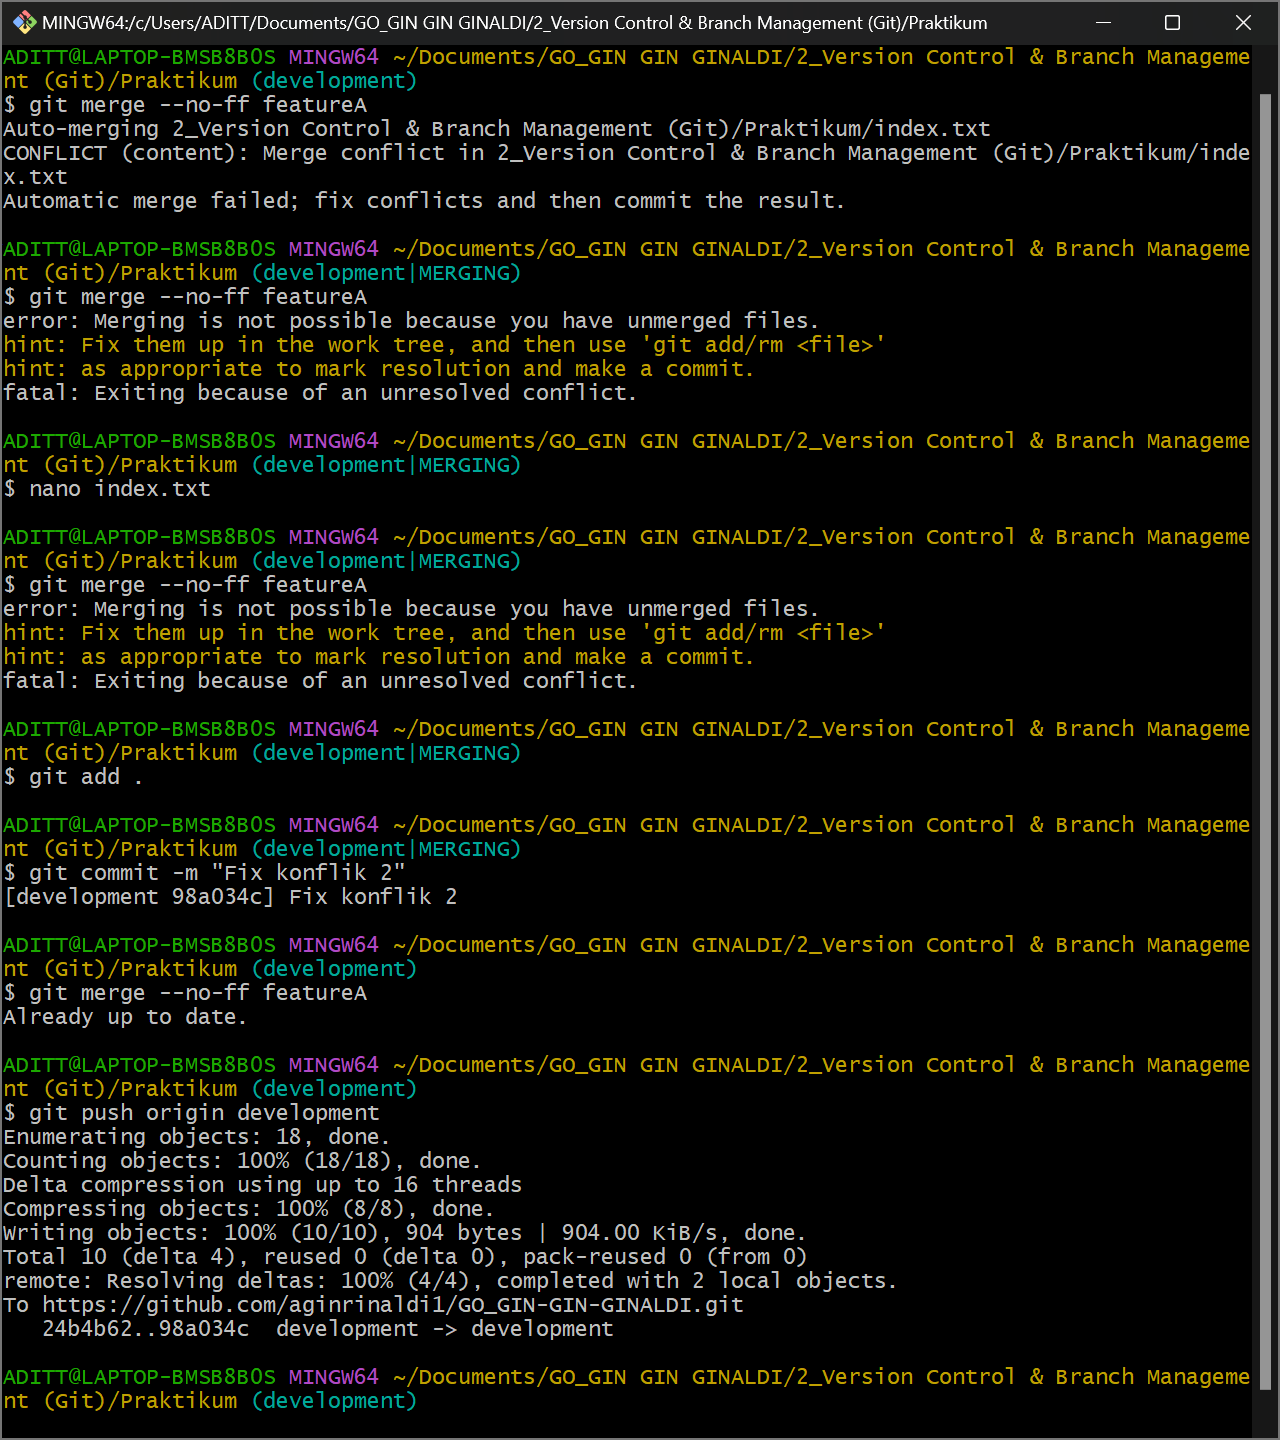 MINGW64:/c/Users/ADITT/Documents/GO_GIN GIN GINALDI/2_Version Control & Branch Management (Git)/Praktikum
ADITT@LAPTOP-BMSB8B0S MINGW64 ~/Documents/GO_GIN GIN GINALDI/2_Version Control & Branch Manageme
nt (Git)/Praktikum (development)
$ git merge --no-ff featureA
Auto-merging 2_Version Control & Branch Management (Git)/Praktikum/index.txt
CONFLICT (content): Merge conflict in 2_Version Control & Branch Management (Git)/Praktikum/inde
x.txt
Automatic merge failed; fix conflicts and then commit the result.
ADITT@LAPTOP-BMSB8B0S MINGW64 ~/Documents/GO_GIN GIN GINALDI/2_Version Control & Branch Manageme
nt (Git)/Praktikum (development|MERGING)
$ git merge --no-ff featureA
error: Merging is not possible because you have unmerged files.
hint: Fix them up in the work tree, and then use 'git add/rm <file>'
hint: as appropriate to mark resolution and make a commit.
fatal: Exiting because of an unresolved conflict.
ADITT@LAPTOP-BMSB8B0S MINGW64 ~/Documents/GO_GIN GIN GINALDI/2_Version Control & Branch Manageme
nt (Git)/Praktikum (development|MERGING)
$ nano index.txt
ADITT@LAPTOP-BMSB8B0S MINGW64 ~/Documents/GO_GIN GIN GINALDI/2_Version Control & Branch Manageme
nt (Git)/Praktikum (development|MERGING)
$ git merge --no-ff featureA
error: Merging is not possible because you have unmerged files.
hint: Fix them up in the work tree, and then use 'git add/rm <file>'
hint: as appropriate to mark resolution and make a commit.
fatal: Exiting because of an unresolved conflict.
ADITT@LAPTOP-BMSB8B0S MINGW64 ~/Documents/GO_GIN GIN GINALDI/2_Version Control & Branch Manageme
nt (Git)/Praktikum (development|MERGING)
$ git add .
ADITT@LAPTOP-BMSB8B0S MINGW64 ~/Documents/GO_GIN GIN GINALDI/2_Version Control & Branch Manageme
nt (Git)/Praktikum (development|MERGING)
$ git commit -m "Fix konflik 2"
[development 98a034c] Fix konflik 2
ADITT@LAPTOP-BMSB8B0S MINGW64 ~/Documents/GO_GIN GIN GINALDI/2_Version Control & Branch Manageme
nt (Git)/Praktikum (development)
$ git merge --no-ff featureA
Already up to date.
ADITT@LAPTOP-BMSB8B0S MINGW64 ~/Documents/GO_GIN GIN GINALDI/2_Version Control & Branch Manageme
nt (Git)/Praktikum (development)
$ git push origin development
Enumerating objects: 18, done.
Counting objects: 100% (18/18), done.
Delta compression using up to 16 threads
Compressing objects: 100% (8/8), done.
Writing objects: 100% (10/10), 904 bytes | 904.00 KiB/s, done.
Total 10 (delta 4), reused 0 (delta 0), pack-reused 0 (from 0)
remote: Resolving deltas: 100% (4/4), completed with 2 local objects.
To https://github.com/aginrinaldi1/GO_GIN-GIN-GINALDI.git
   24b4b62..98a034c  development -> development
ADITT@LAPTOP-BMSB8B0S MINGW64 ~/Documents/GO_GIN GIN GINALDI/2_Version Control & Branch Manageme
nt (Git)/Praktikum (development)